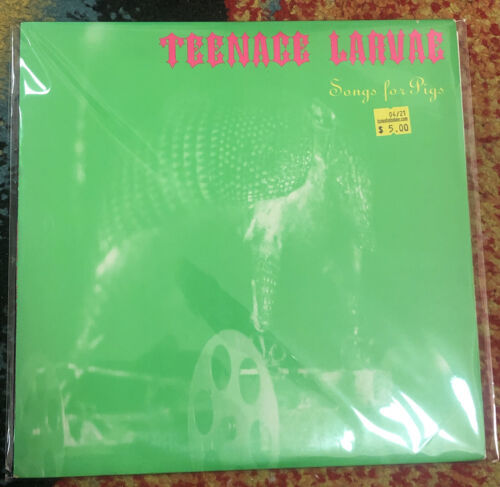 TEENAGE LARVAE
Songs for Pigs
04/21
$ 5.00